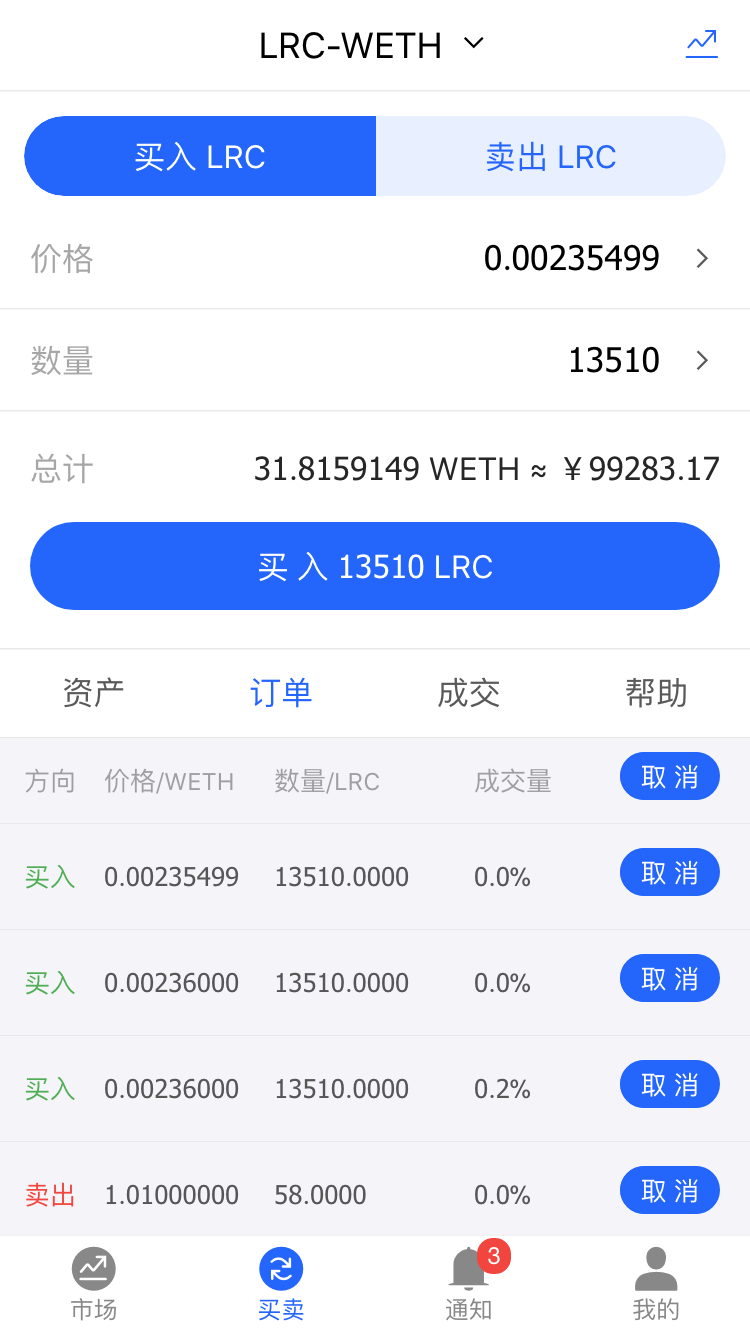 LRC-WETH
买入 LRC 卖出 LRC
价格 0.00235499
数量 13510
总计 31.8159149 WETH ≈ ￥99283.17
买 入 13510 LRC
资产 订单 成交 帮助
方向 价格/WETH 数量/LRC 成交量 取 消
买入 0.00235499 13510.0000 0.0% 取 消
买入 0.00236000 13510.0000 0.0% 取 消
买入 0.00236000 13510.0000 0.2% 取 消
卖出 1.01000000 58.0000 0.0% 取 消
3
市场 买卖 通知 我的